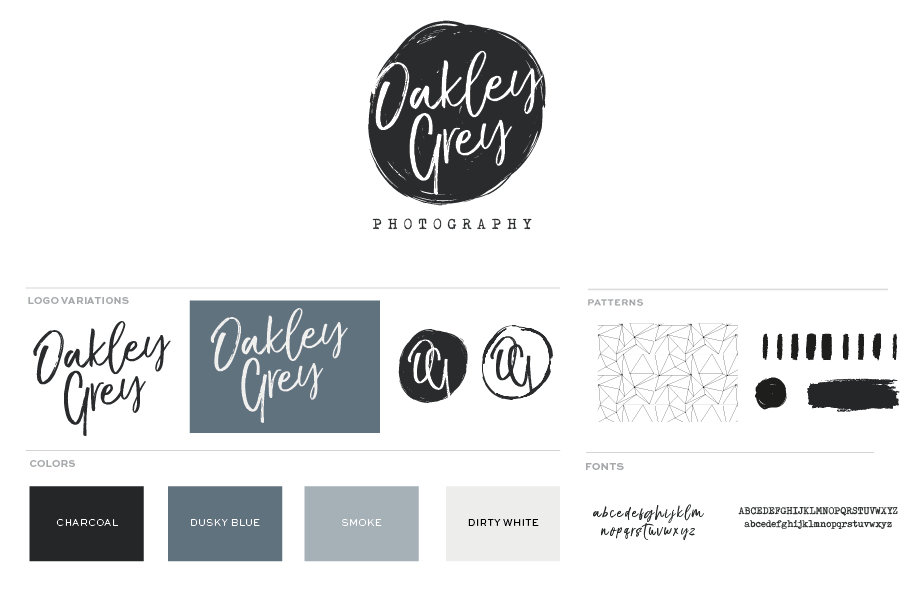 Oakley
Grey
PHOTOGRAPHY
LOGO VARIATIONS
Oakley
Grey
Oakley
Grey
OG
OG
PATTERNS
COLORS
CHARCOAL
DUSKY BLUE
SMOKE
DIRTY WHITE
FONTS
abcdefghijklm
nopqrstuvwxyz
ABCDEFGHIJKLMNOPQRSTUVWXYZ
abcdefghijklmnopqrstuvwxyz